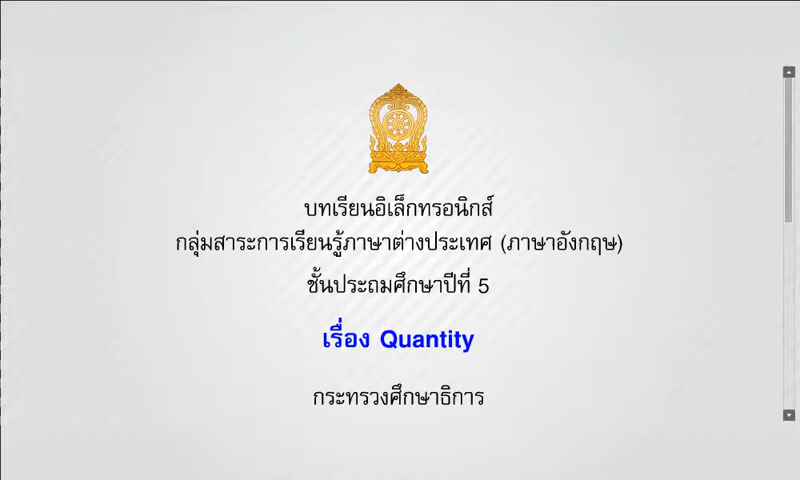 บทเรียนอิเล็กทรอนิกส์
กลุ่มสาระการเรียนรู้ภาษาต่างประเทศ (ภาษาอังกฤษ)
ชั้นประถมศึกษาปีที่ 5
เรื่อง Quantity
กระทรวงศึกษาธิการ